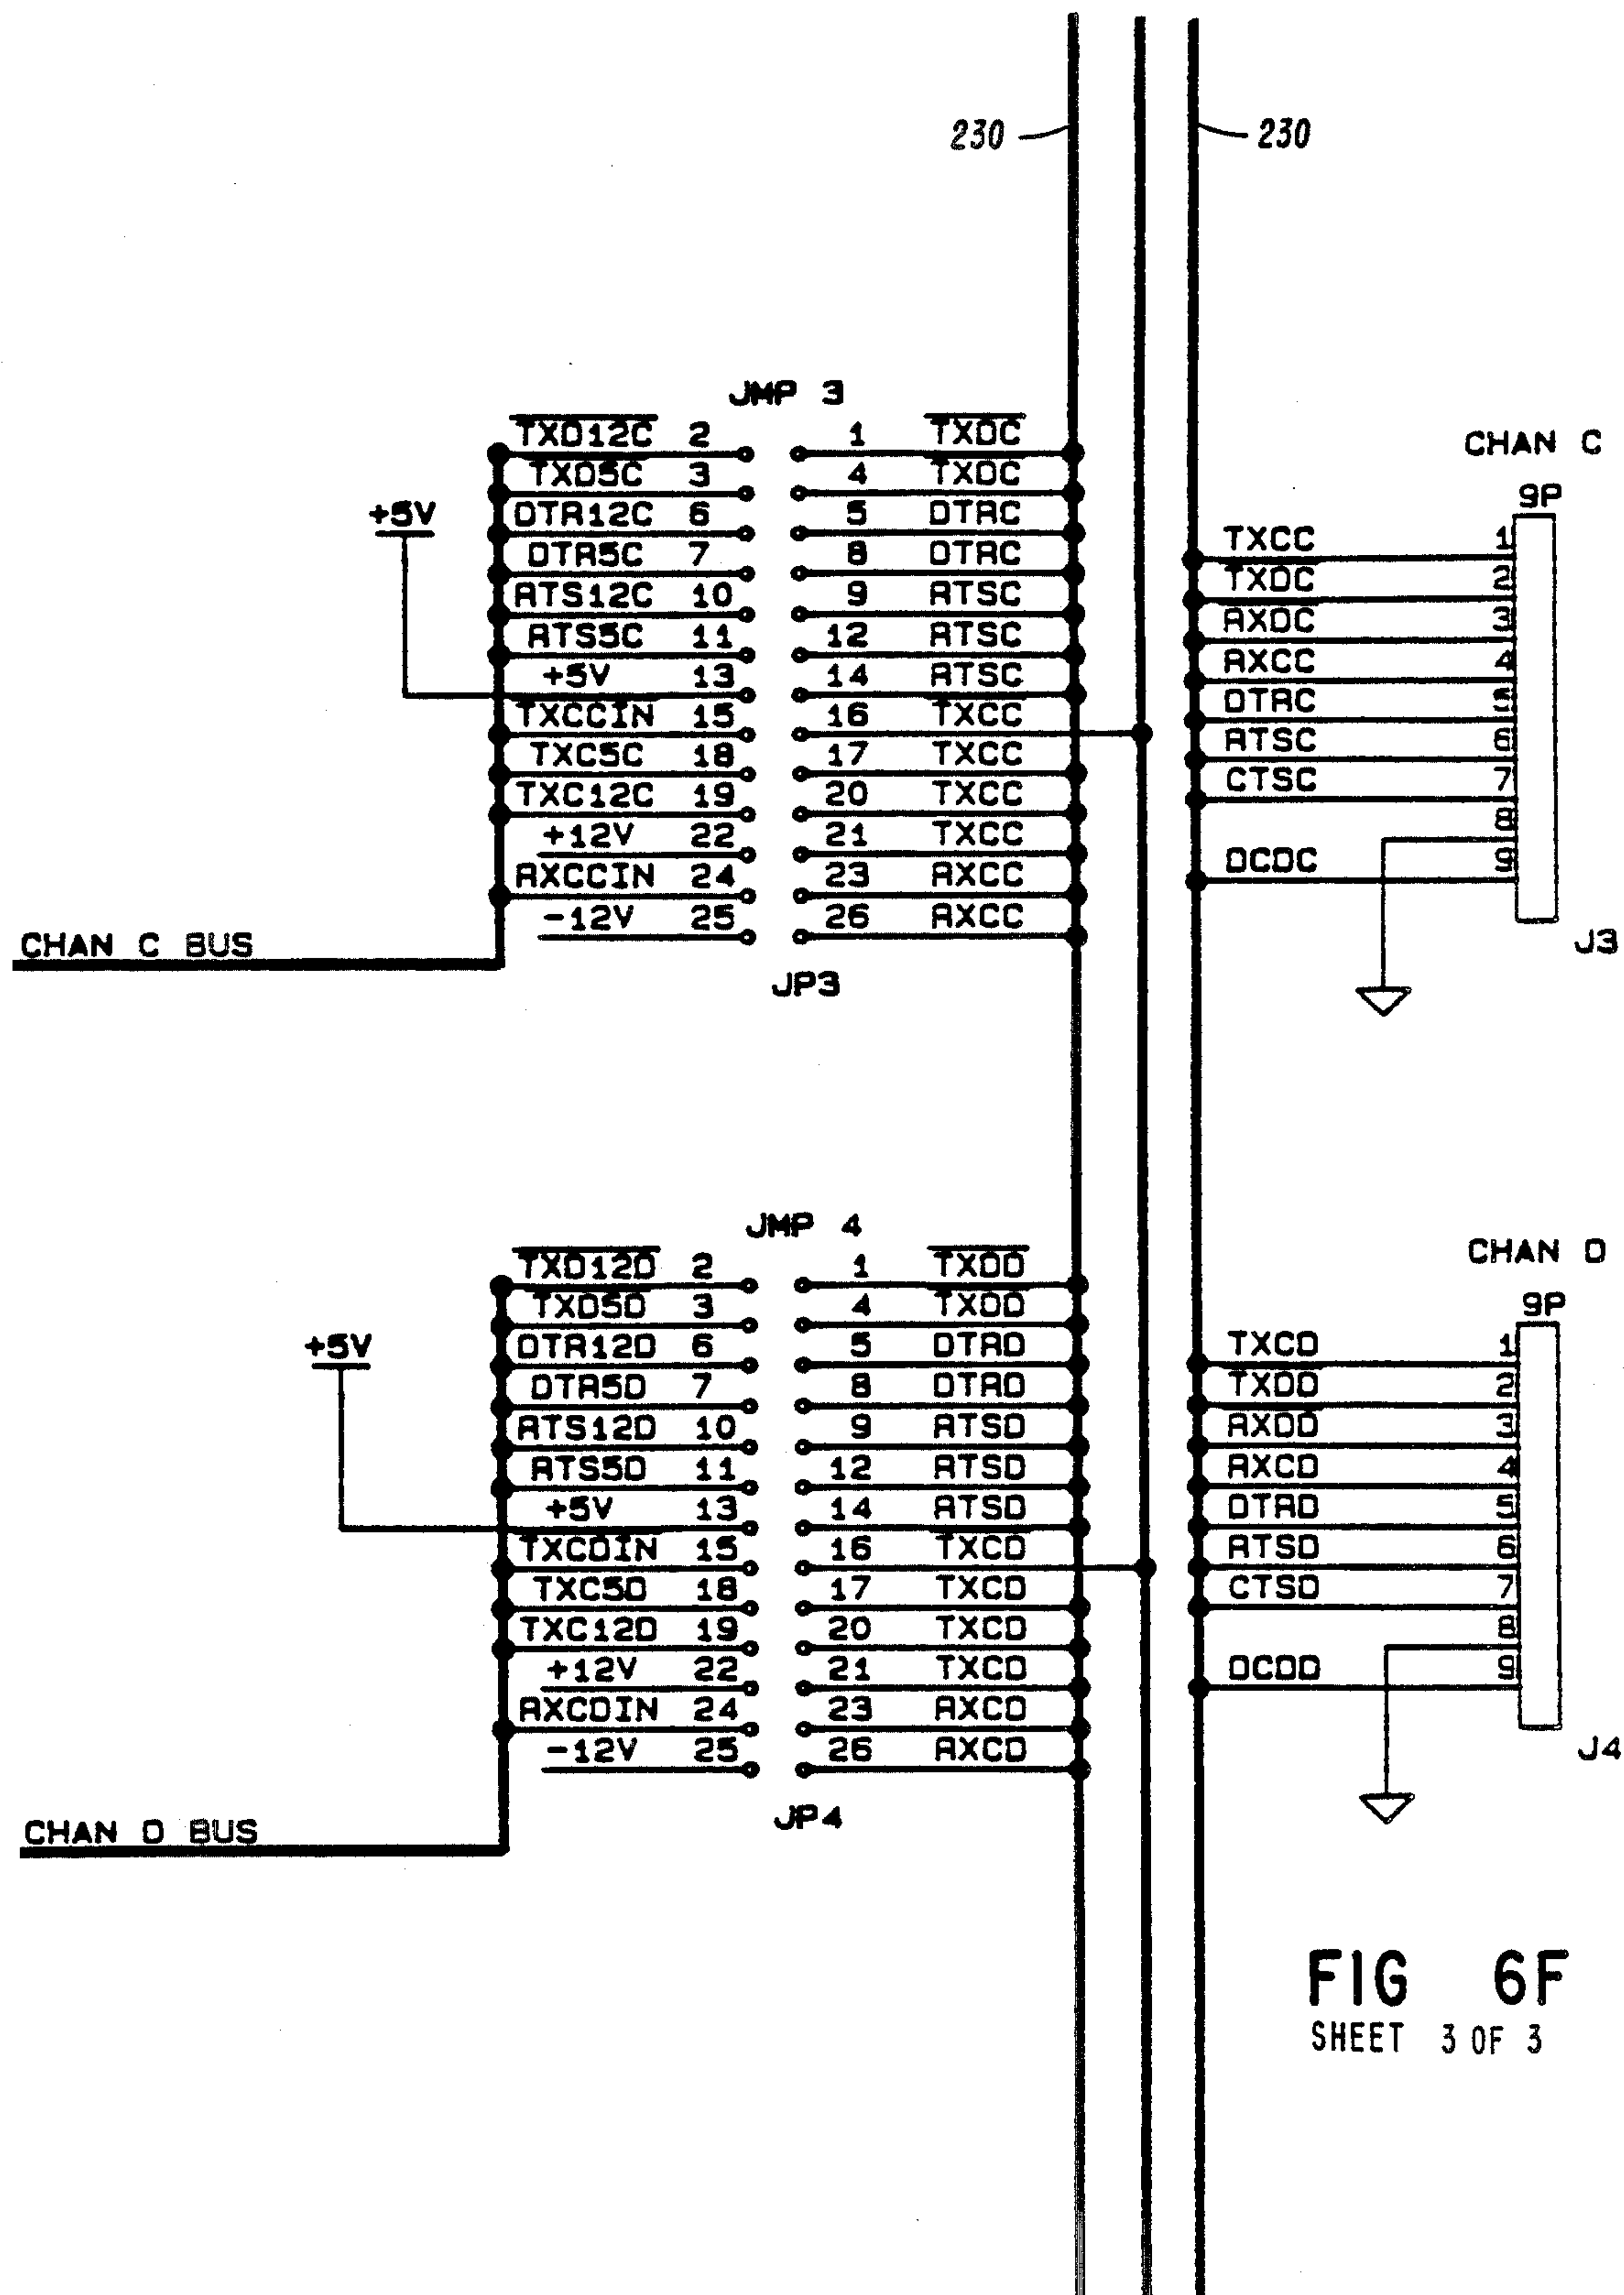 230 230
JMP 3
TXD12C 2 1 TXDC
TXD5C 3 4 TXDC
+5V DTR12C 6 5 DTRC
DTR5C 7 8 DTRC
RTS12C 10 9 RTSC
RTS5C 11 12 RTSC
+5V 13 14 RTSC
TXCCIN 15 16 TXCC
TXC5C 18 17 TXCC
TXC12C 19 20 TXCC
+12V 22 21 TXCC
RXCCIN 24 23 RXCC
-12V 25 26 RXCC
CHAN C BUS
JP3
CHAN C
9P
TXCC 1
TXDC 2
RXDC 3
RXCC 4
DTRC 5
RTSC 6
CTSC 7
8
DCDC 9
J3
JMP 4
TXD12D 2 1 TXDD
TXD5D 3 4 TXDD
+5V DTR12D 6 5 DTRD
DTR5D 7 8 DTRD
RTS12D 10 9 RTSD
RTS5D 11 12 RTSD
+5V 13 14 RTSD
TXCDIN 15 16 TXCD
TXC5D 18 17 TXCD
TXC12D 19 20 TXCD
+12V 22 21 TXCD
RXCDIN 24 23 RXCD
-12V 25 26 RXCD
JP4
CHAN D BUS
CHAN D
9P
TXCD 1
TXDD 2
RXDD 3
RXCD 4
DTRD 5
RTSD 6
CTSD 7
8
DCDD 9
J4
FIG 6F
SHEET 3 OF 3